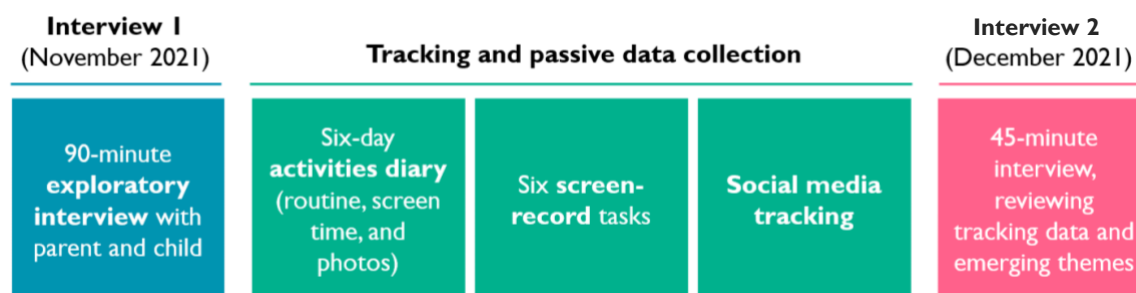 Interview 1
(November 2021)
90-minute
exploratory
interview with
parent and child
Tracking and passive data collection
Six-day
activities diary
(routine, screen
time, and
photos)
Six screen-
record tasks
Social media
tracking
Interview 2
(December 2021)
45-minute
interview,
reviewing
tracking data and
emerging themes